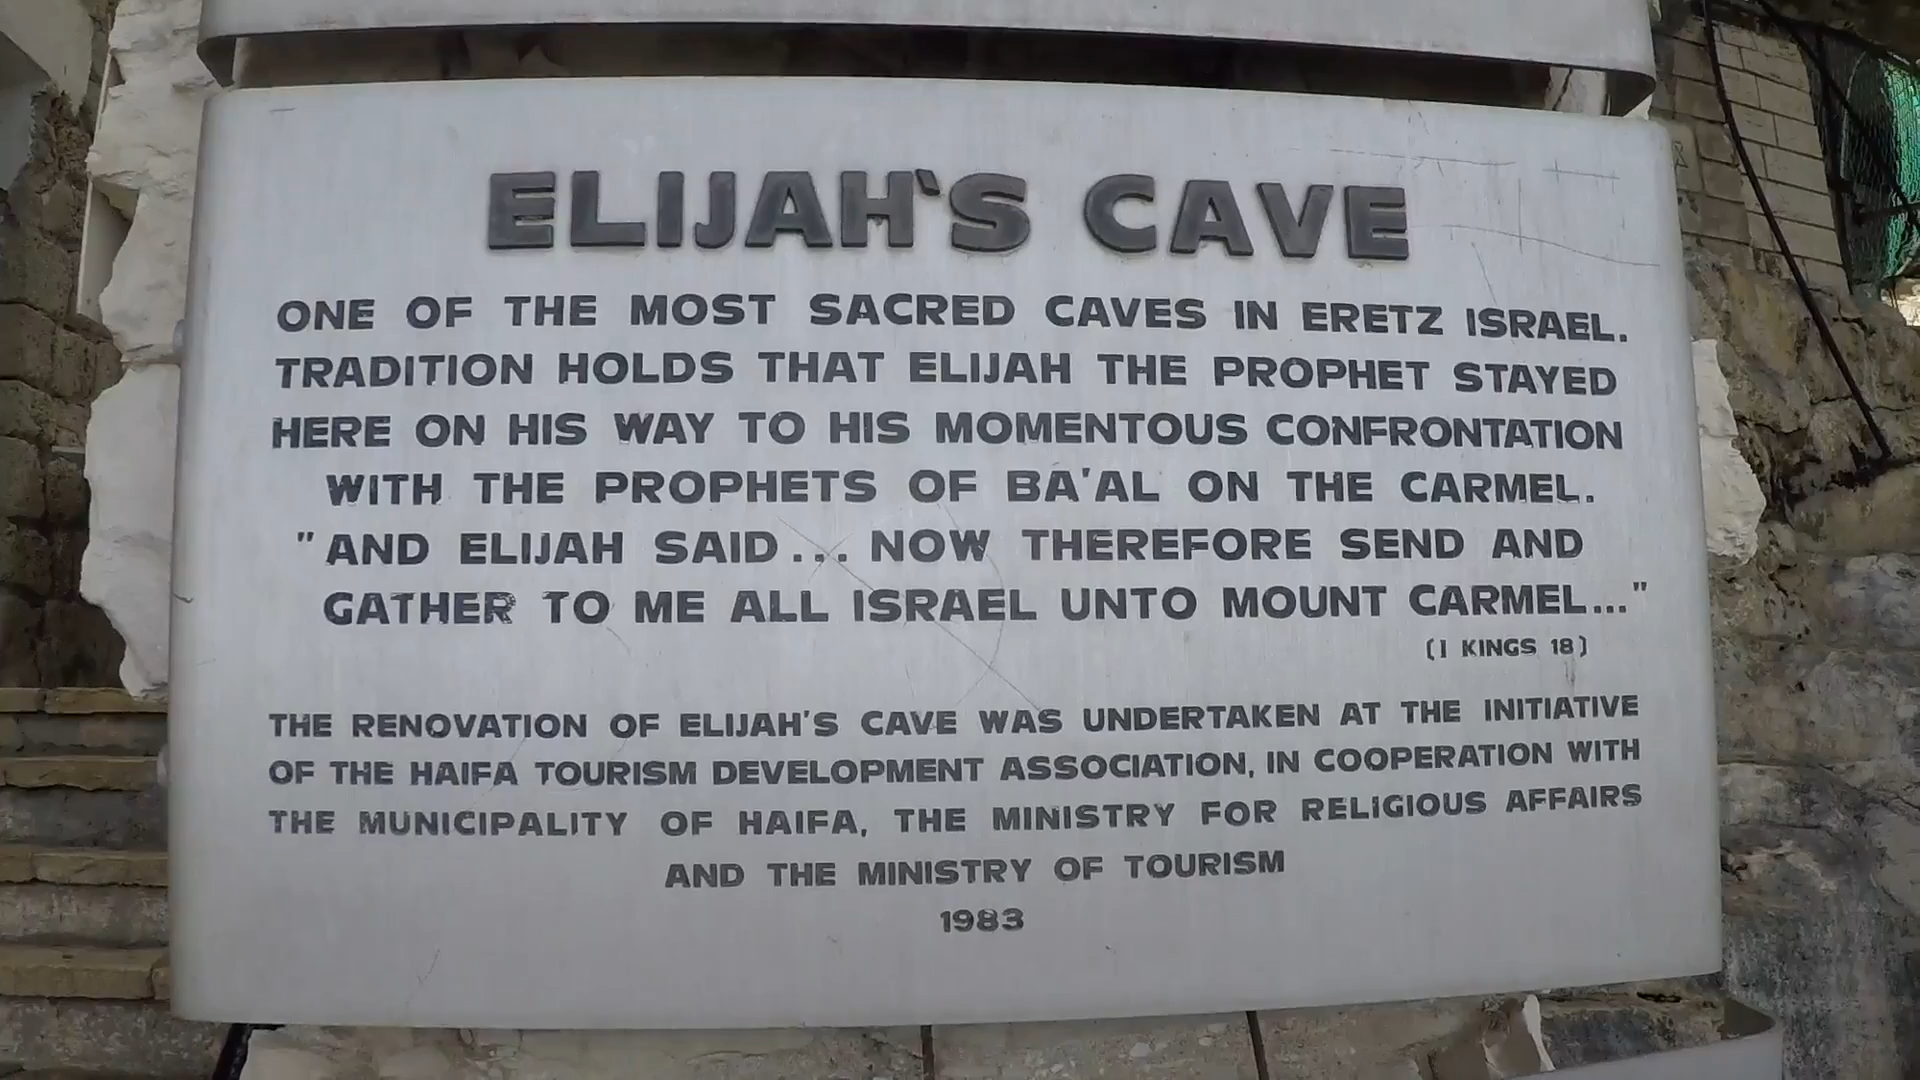 ELIJAH'S CAVE
ONE OF THE MOST SACRED CAVES IN ERETZ ISRAEL.
TRADITION HOLDS THAT ELIJAH THE PROPHET STAYED
HERE ON HIS WAY TO HIS MOMENTOUS CONFRONTATION
WITH THE PROPHETS OF BA'AL ON THE CARMEL.
"AND ELIJAH SAID... NOW THEREFORE SEND AND
GATHER TO ME ALL ISRAEL UNTO MOUNT CARMEL..."
(I KINGS 18)
THE RENOVATION OF ELIJAH'S CAVE WAS UNDERTAKEN AT THE INITIATIVE
OF THE HAIFA TOURISM DEVELOPMENT ASSOCIATION, IN COOPERATION WITH
THE MUNICIPALITY OF HAIFA, THE MINISTRY FOR RELIGIOUS AFFAIRS
AND THE MINISTRY OF TOURISM
1983